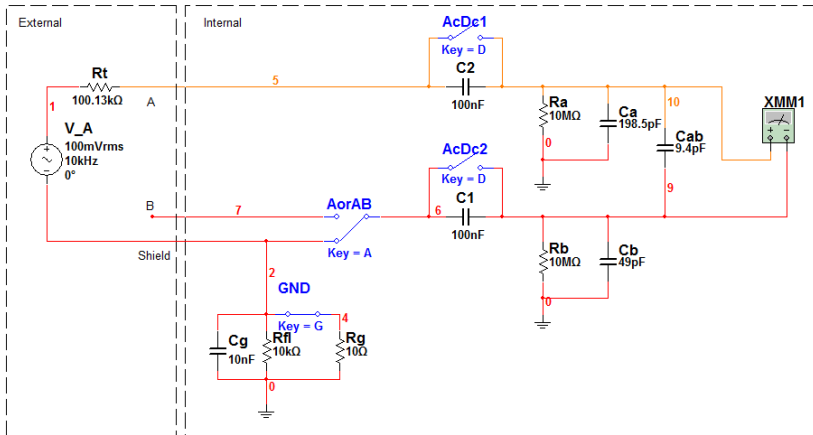 External
Internal
AcDc1
Key = D
Rt
100.13kΩ
A
5
C2
100nF
1
V_A
100mVrms
10kHz
0°
Ra
10MΩ
0
Ca
198.5pF
10
Cab
9.4pF
XMM1
AcDc2
Key = D
9
B
7
AorAB
Key = A
6
C1
100nF
Shield
Rb
10MΩ
0
Cb
49pF
2
GND
Key = G
4
Cg
10nF
Rfl
10kΩ
Rg
10Ω
0